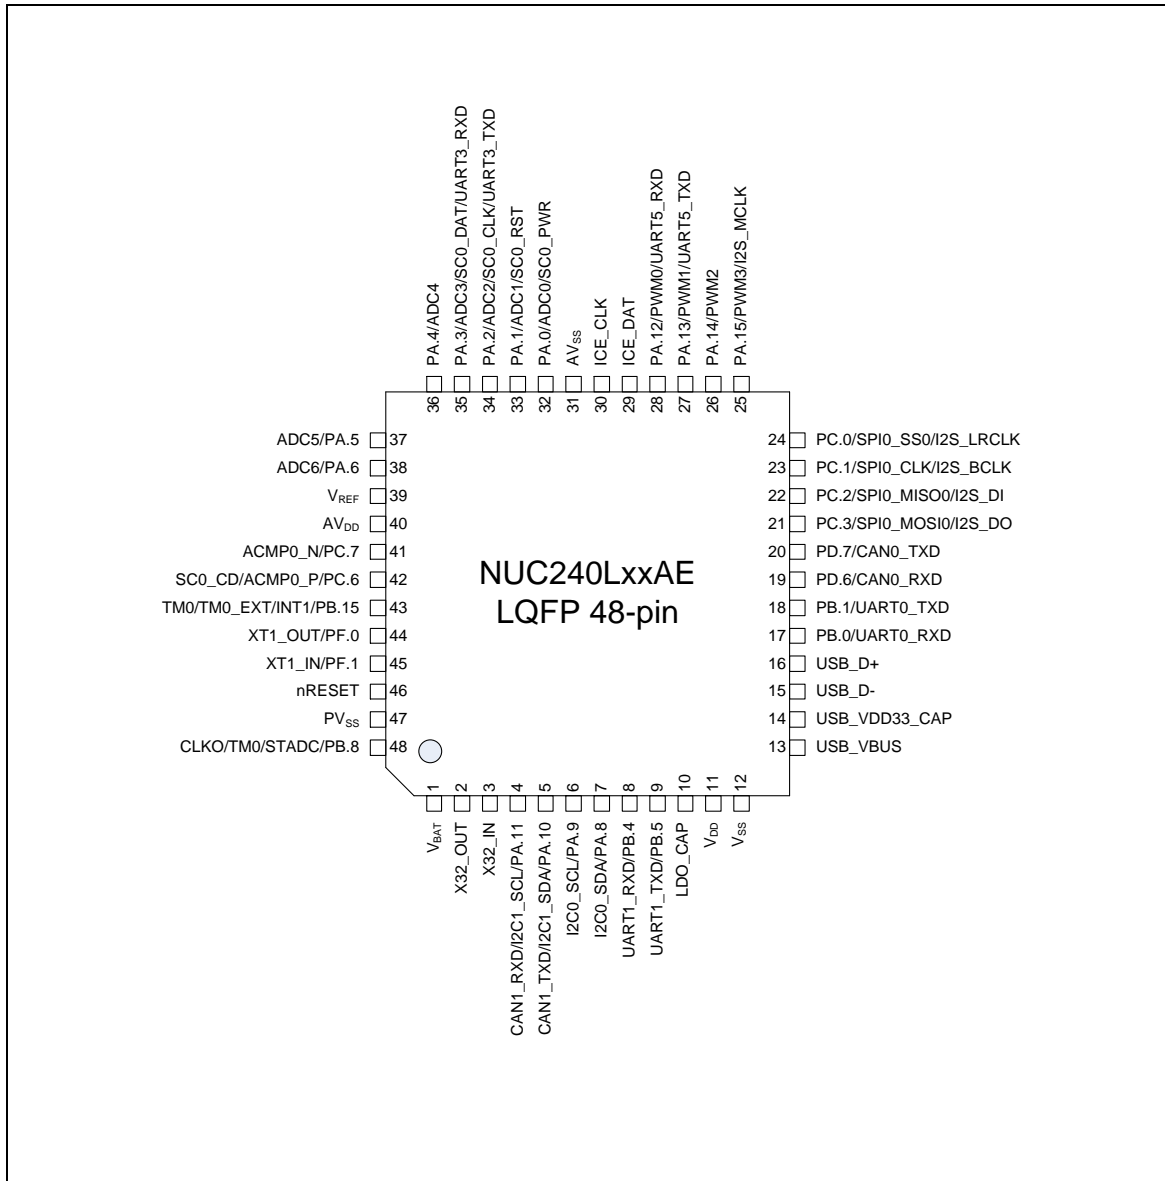 PA.4/ADC4
PA.3/ADC3/SC0_DAT/UART3_RXD
PA.2/ADC2/SC0_CLK/UART3_TXD
PA.1/ADC1/SC0_RST
PA.0/ADC0/SC0_PWR
AVSS
ICE_CLK
ICE_DAT
PA.12/PWM0/UART5_RXD
PA.13/PWM1/UART5_TXD
PA.14/PWM2
PA.15/PWM3/I2S_MCLK
36
35
34
33
32
31
30
29
28
27
26
25
ADC5/PA.5 37
ADC6/PA.6 38
VREF 39
AVDD 40
ACMP0_N/PC.7 41
SC0_CD/ACMP0_P/PC.6 42
TM0/TM0_EXT/INT1/PB.15 43
XT1_OUT/PF.0 44
XT1_IN/PF.1 45
nRESET 46
PVSS 47
CLKO/TM0/STADC/PB.8 48
NUC240LxxAE
LQFP 48-pin
24 PC.0/SPI0_SS0/I2S_LRCLK
23 PC.1/SPI0_CLK/I2S_BCLK
22 PC.2/SPI0_MISO0/I2S_DI
21 PC.3/SPI0_MOSI0/I2S_DO
20 PD.7/CAN0_TXD
19 PD.6/CAN0_RXD
18 PB.1/UART0_TXD
17 PB.0/UART0_RXD
16 USB_D+
15 USB_D-
14 USB_VDD33_CAP
13 USB_VBUS
1
2
3
4
5
6
7
8
9
10
11
12
VBAT
X32_OUT
X32_IN
CAN1_RXD/I2C1_SCL/PA.11
CAN1_TXD/I2C1_SDA/PA.10
I2C0_SCL/PA.9
I2C0_SDA/PA.8
UART1_RXD/PB.4
UART1_TXD/PB.5
LDO_CAP
VDD
VSS